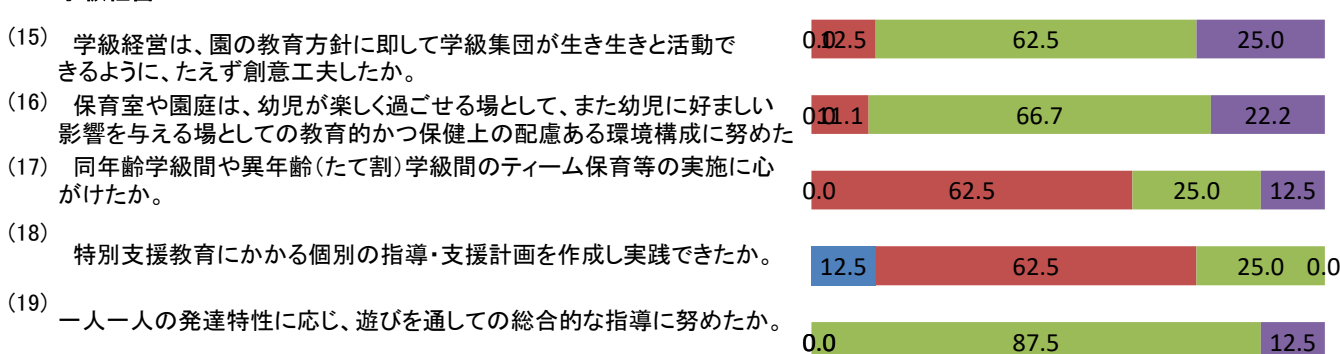 (15) 学級経営は、園の教育方針に即して学級集団が生き生きと活動で
きるように、たえず創意工夫したか。
0.0 12.5 62.5 25.0
(16) 保育室や園庭は、幼児が楽しく過ごせる場として、また幼児に好ましい
影響を与える場としての教育的かつ保健上の配慮ある環境構成に努めた
0.0 11.1 66.7 22.2
(17) 同年齢学級間や異年齢(たて割)学級間のティーム保育等の実施に心
がけたか。
0.0 62.5 25.0 12.5
(18)
特別支援教育にかかる個別の指導・支援計画を作成し実践できたか。
12.5 62.5 25.0 0.0
(19)
一人一人の発達特性に応じ、遊びを通しての総合的な指導に努めたか。
0.0 87.5 12.5